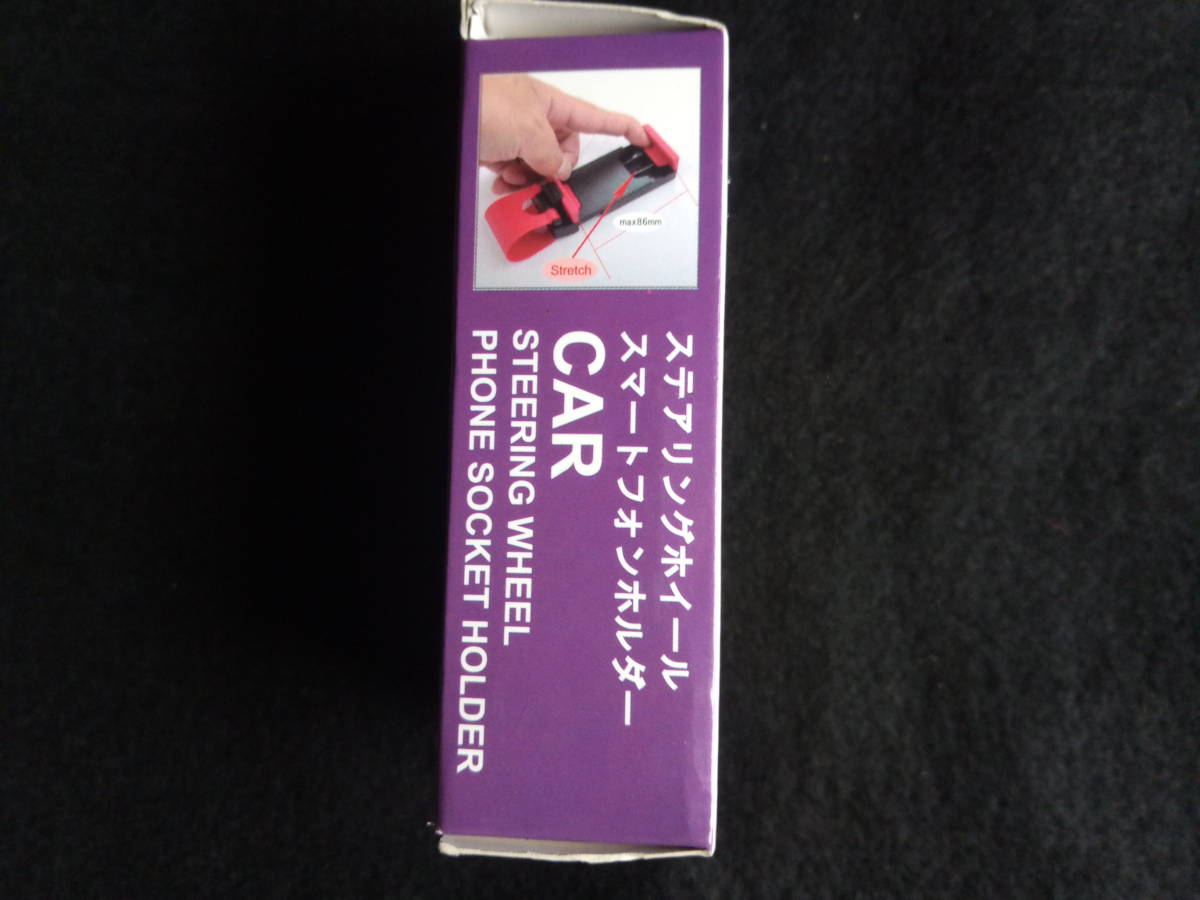 max86mm
Stretch
ステアリングホイール
スマートフォンホルダー
CAR
STEERING WHEEL
PHONE SOCKET HOLDER